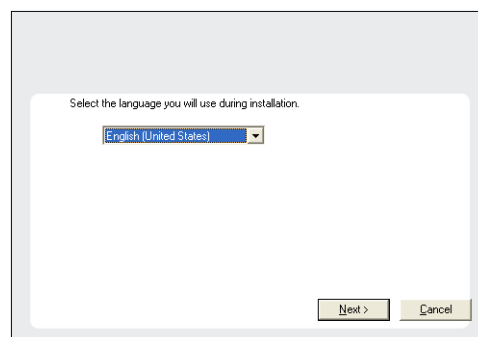 Select the language you will use during installation.
English (United States)
Next >
Cancel